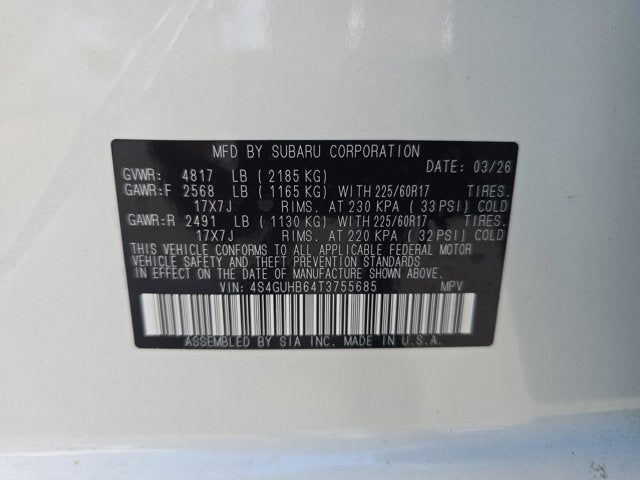 MFD BY SUBARU CORPORATION
DATE: 03/26
GVWR: 4817 LB ( 2185 KG)
GAWR:F 2568 LB ( 1165 KG) WITH 225/60R17 TIRES.
17X7J RIMS. AT 230 KPA ( 33 PSI) COLD
GAWR:R 2491 LB ( 1130 KG) WITH 225/60R17 TIRES.
17X7J RIMS. AT 220 KPA ( 32 PSI) COLD
THIS VEHICLE CONFORMS TO ALL APPLICABLE FEDERAL MOTOR
VEHICLE SAFETY AND THEFT PREVENTION STANDARDS
IN EFFECT ON THE DATE OF MANUFACTURE SHOWN ABOVE.
VIN: 4S4GUHB64T3755685 MPV
ASSEMBLED BY SIA INC. MADE IN U.S.A.